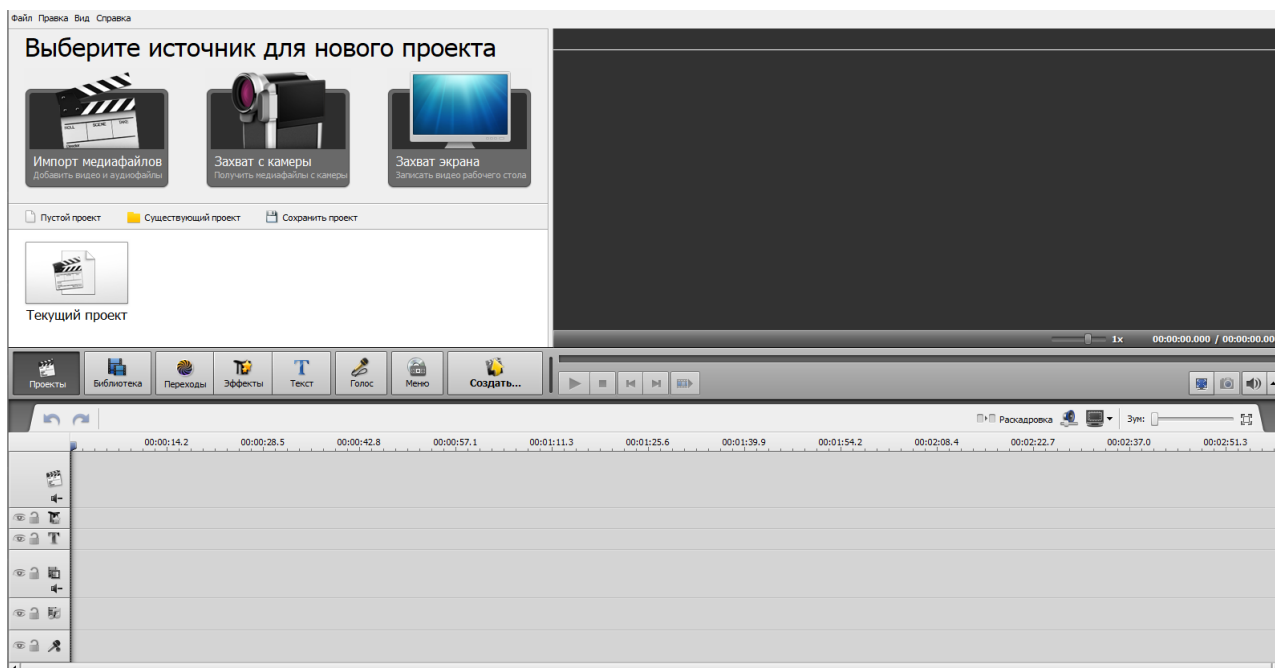 Файл Правка Вид Справка
Выберите источник для нового проекта
ROLL SCENE TAKE
Импорт медиафайлов
Добавить видео и аудиофайлы
Захват с камеры
Получить медиафайлы с камеры
Захват экрана
Записать видео рабочего стола
Пустой проект Существующий проект Сохранить проект
Текущий проект
1x 00:00:00.000 / 00:00:00.00
Проекты Библиотека Переходы Эффекты Текст Голос Меню Создать...
Раскадровка Зум:
00:00:14.2 00:00:28.5 00:00:42.8 00:00:57.1 00:01:11.3 00:01:25.6 00:01:39.9 00:01:54.2 00:02:08.4 00:02:22.7 00:02:37.0 00:02:51.3